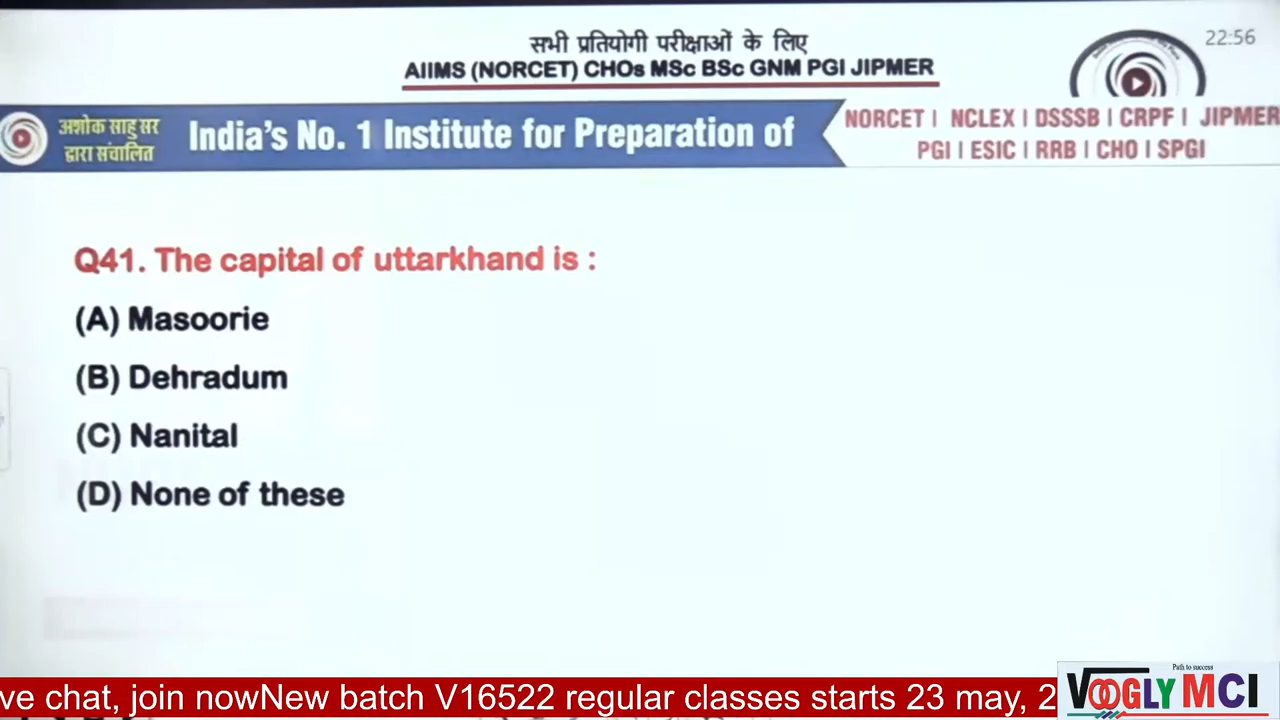 सभी प्रतियोगी परीक्षाओं के लिए
22:56
AIIMS (NORCET) CHOs MSc BSc GNM PGI JIPMER
अशोक साहु सर
द्वारा संचालित
India's No. 1 Institute for Preparation of
NORCET I NCLEX I DSSSB I CRPF I JIPMER
PGI I ESIC I RRB I CHO I SPGI
Q41. The capital of uttarkhand is :
(A) Masoorie
(B) Dehradum
(C) Nanital
(D) None of these
ve chat, join nowNew batch V16522 regular classes starts 23 may, 2
Path to success
VOOGLY MCI